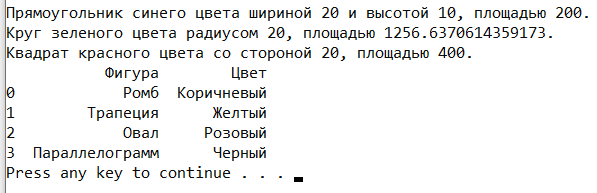 Прямоугольник синего цвета шириной 20 и высотой 10, площадью 200.
Круг зеленого цвета радиусом 20, площадью 1256.6370614359173.
Квадрат красного цвета со стороной 20, площадью 400.
Фигура Цвет
0 Ромб Коричневый
1 Трапеция Желтый
2 Овал Розовый
3 Параллелограмм Черный
Press any key to continue . . .